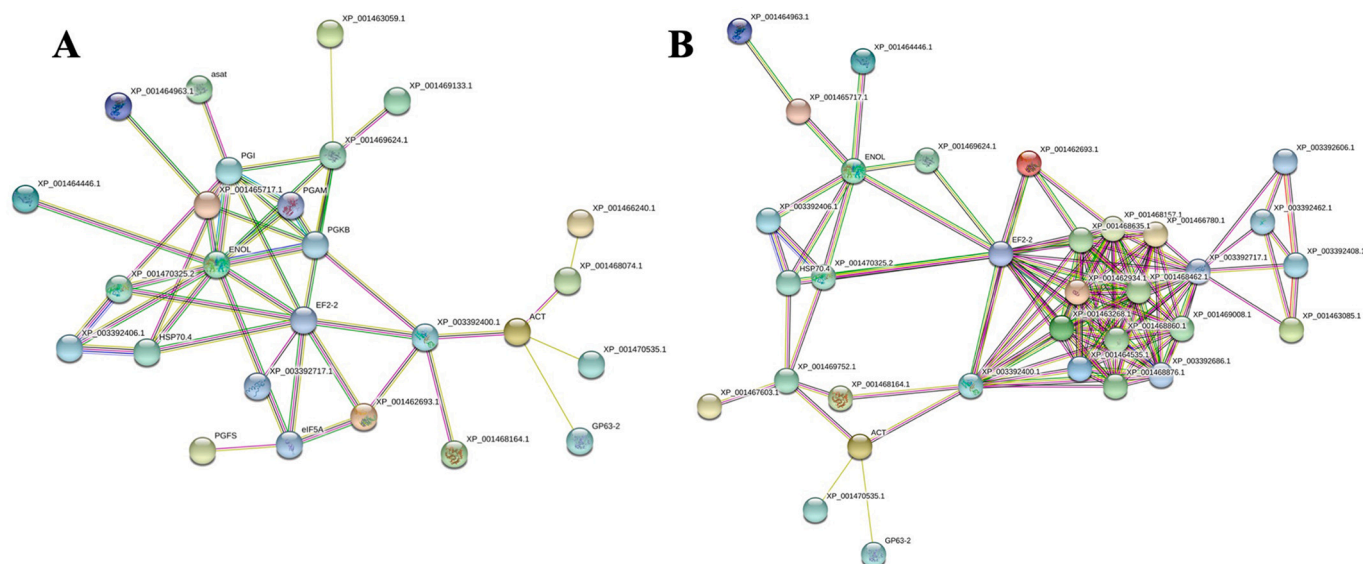 A
XP_001463059.1
asat
XP_001464963.1
XP_001469133.1
XP_001469624.1
PGI
XP_001464446.1
XP_001465717.1
PGAM
XP_001466240.1
PGKB
ENOL
XP_001468074.1
XP_001470325.2
EF2-2
ACT
XP_003392400.1
XP_003392406.1
HSP70.4
XP_001470535.1
XP_003392717.1
XP_001462693.1
PGFS
eIF5A
GP63-2
XP_001468164.1
B
XP_001464963.1
XP_001464446.1
XP_001465717.1
XP_001469624.1
XP_001462693.1
XP_003392606.1
ENOL
XP_003392406.1
XP_001468157.1
XP_001468635.1
XP_001466780.1
XP_003392462.1
EF2-2
XP_003392408.1
XP_003392717.1
HSP70.4
XP_001470325.2
XP_001462934.1
XP_001468462.1
XP_001463268.1
XP_001469008.1
XP_001463085.1
XP_001468860.1
XP_001464535.1
XP_003392686.1
XP_001469752.1
XP_003392400.1
XP_001468876.1
XP_001468164.1
XP_001467603.1
ACT
XP_001470535.1
GP63-2